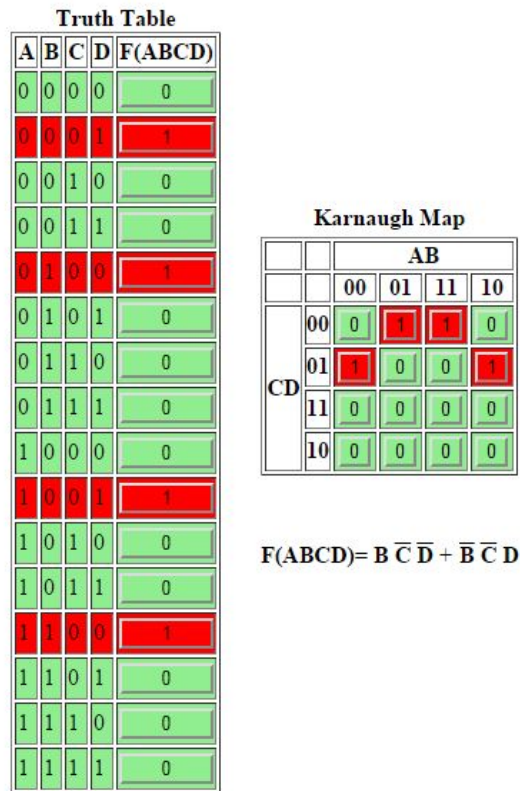 Truth Table
A B C D F(ABCD)
0 0 0 0 0
0 0 0 1 1
0 0 1 0 0
0 0 1 1 0
0 1 0 0 1
0 1 0 1 0
0 1 1 0 0
0 1 1 1 0
1 0 0 0 0
1 0 0 1 1
1 0 1 0 0
1 0 1 1 0
1 1 0 0 1
1 1 0 1 0
1 1 1 0 0
1 1 1 1 0
Karnaugh Map
AB
00 01 11 10
CD
00 0 1 1 0
01 1 0 0 1
11 0 0 0 0
10 0 0 0 0
F(ABCD)= B C̅ D̅ + B̅ C̅ D